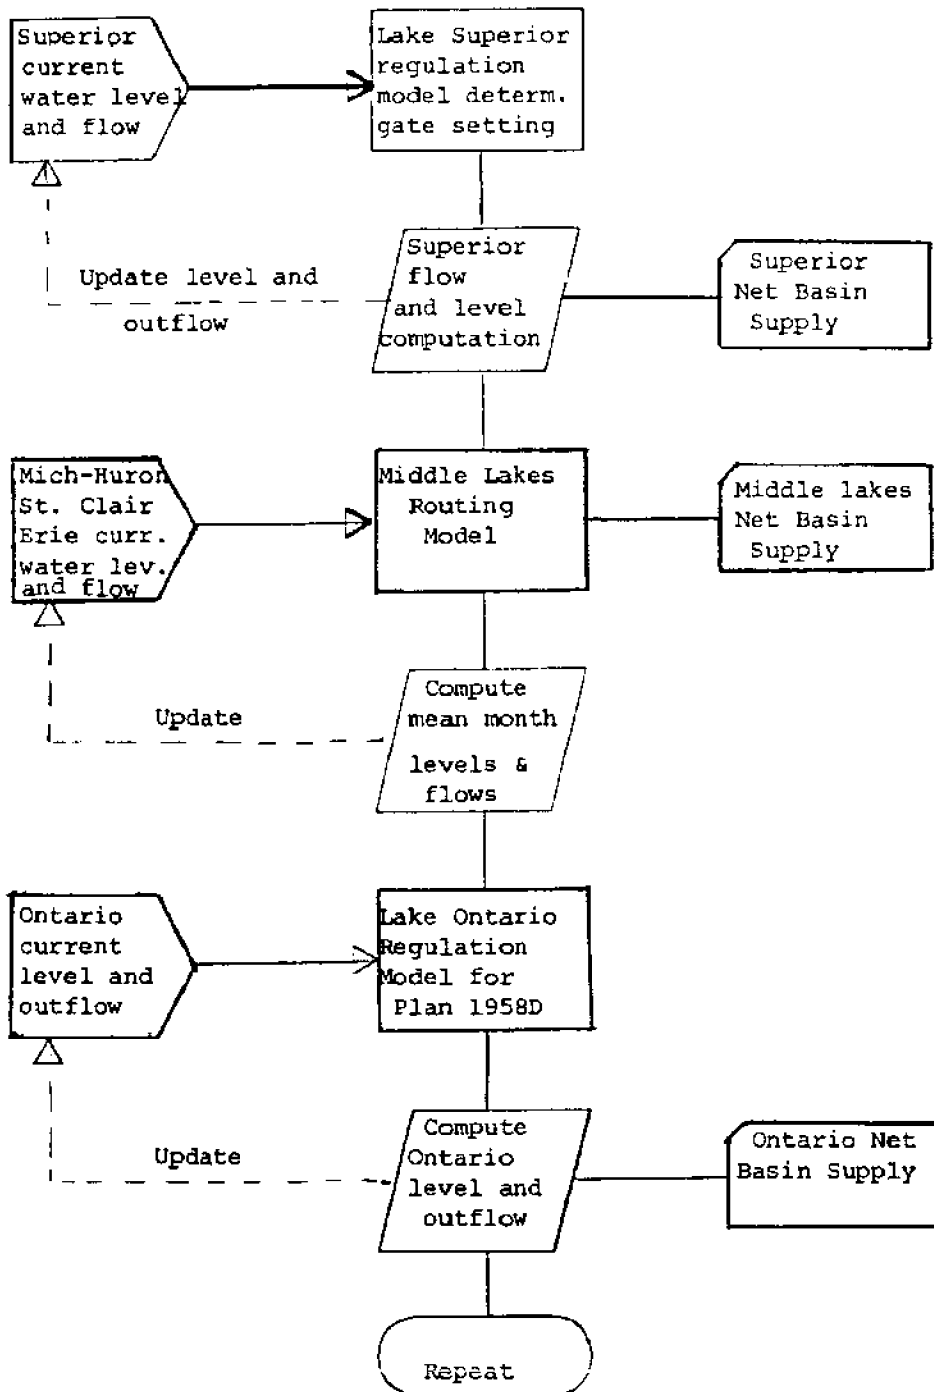 Superior
current
water level
and flow
Lake Superior
regulation
model determ.
gate setting
Superior
flow
and level
computation
Update level and
outflow
Superior
Net Basin
Supply
Mich-Huron
St. Clair
Erie curr.
water lev.
and flow
Middle Lakes
Routing
Model
Middle lakes
Net Basin
Supply
Compute
mean month
levels &
flows
Update
Ontario
current
level and
outflow
Lake Ontario
Regulation
Model for
Plan 1958D
Compute
Ontario
level and
outflow
Update
Ontario Net
Basin Supply
Repeat